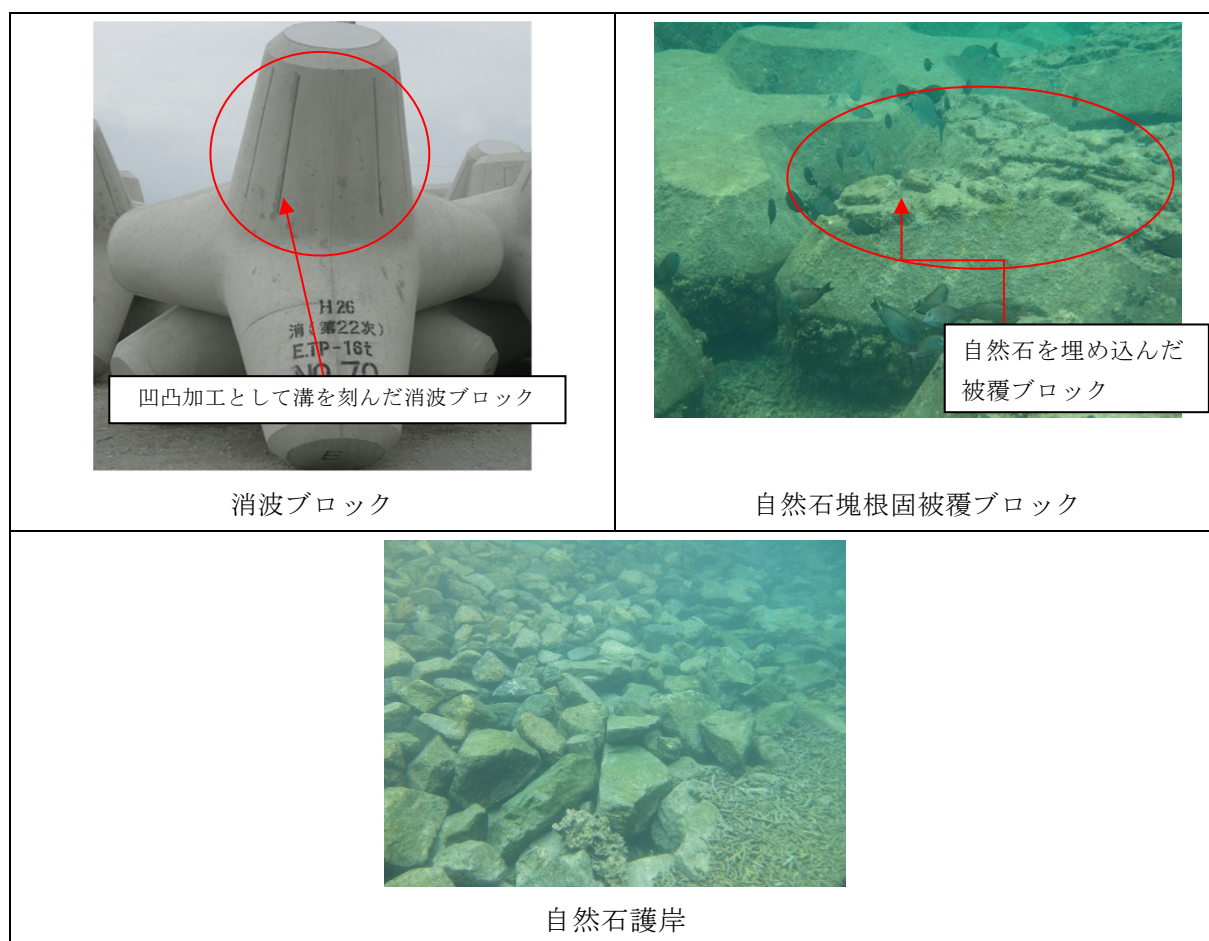 H26
消(第22次)
E.TP-16t
NO.70
凹凸加工として溝を刻んだ消波ブロック
消波ブロック
自然石を埋め込んだ
被覆ブロック
自然石塊根固被覆ブロック
自然石護岸